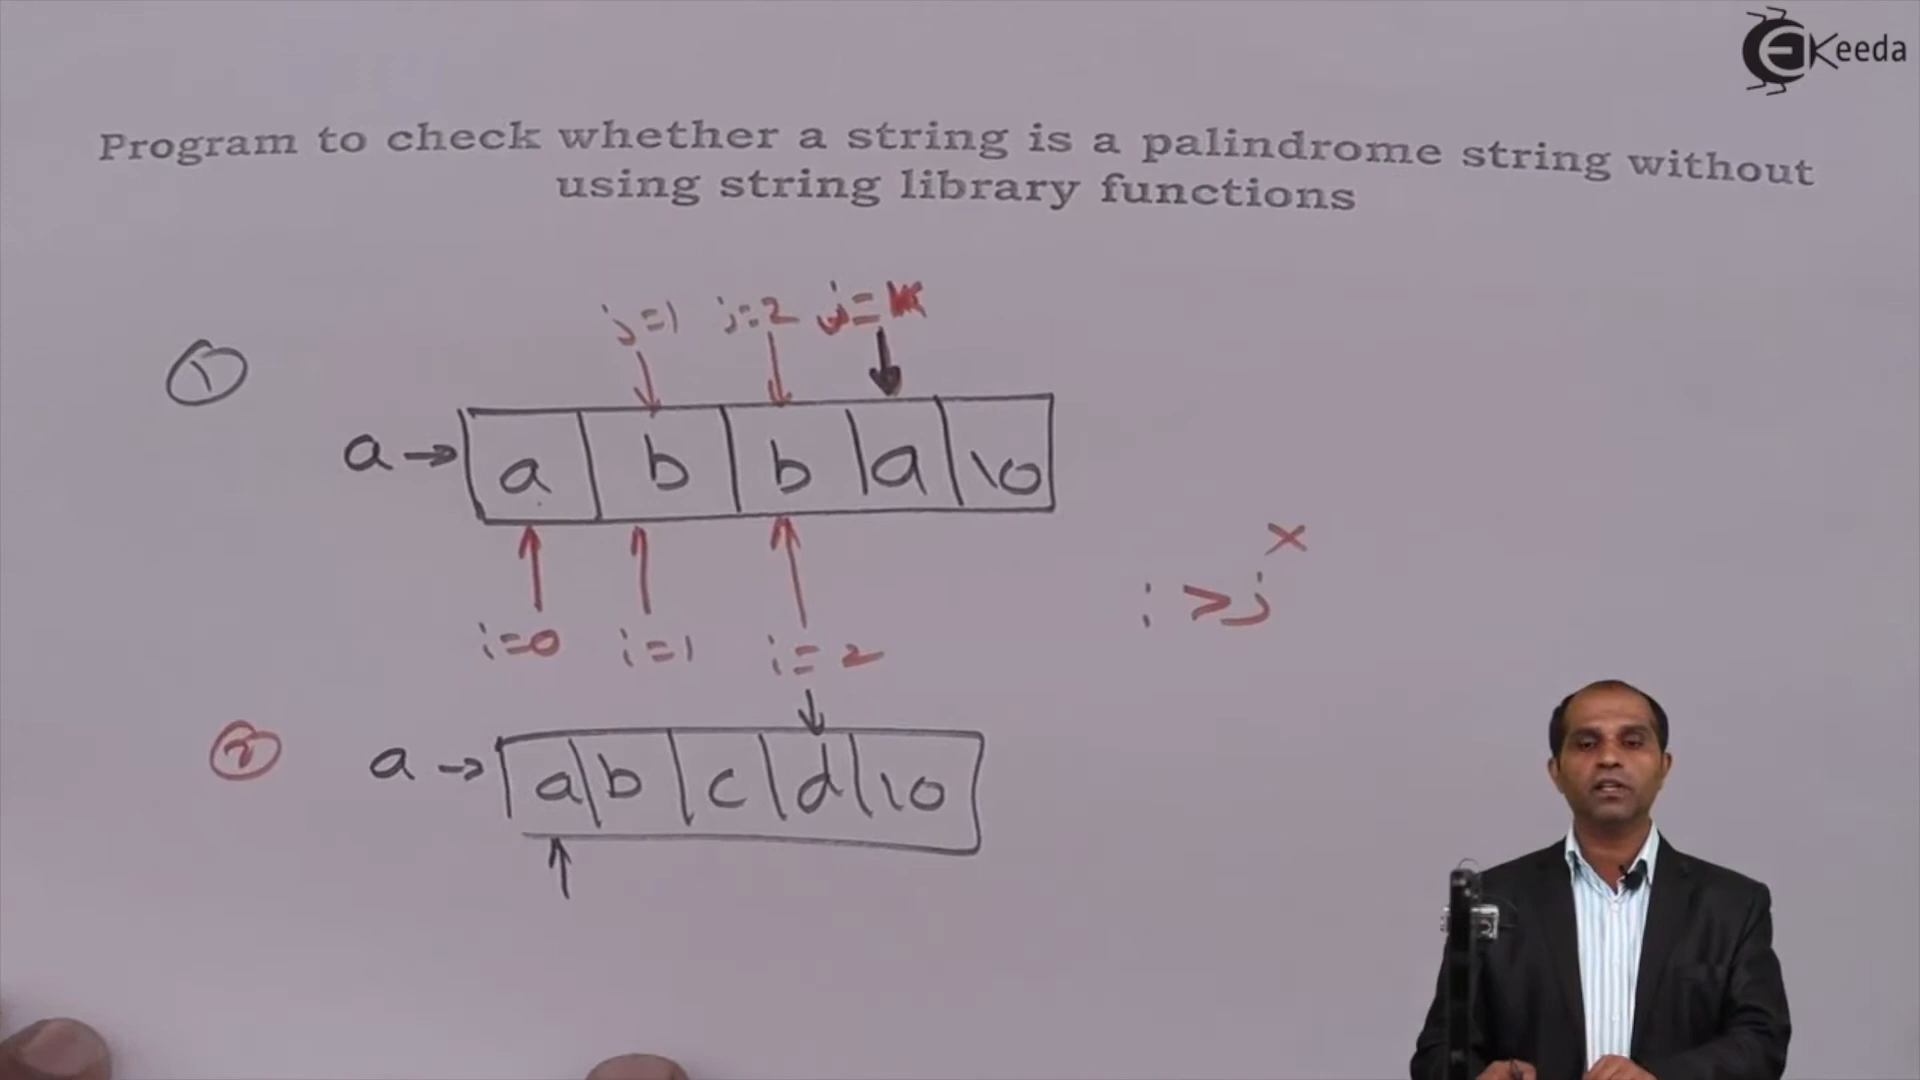 Keeda
Program to check whether a string is a palindrome string without
using string library functions
j=1 j=2 j=
1
a → a b b a \0
×
i > j
i=0 i=1 i=2
2 a → a b c d \0